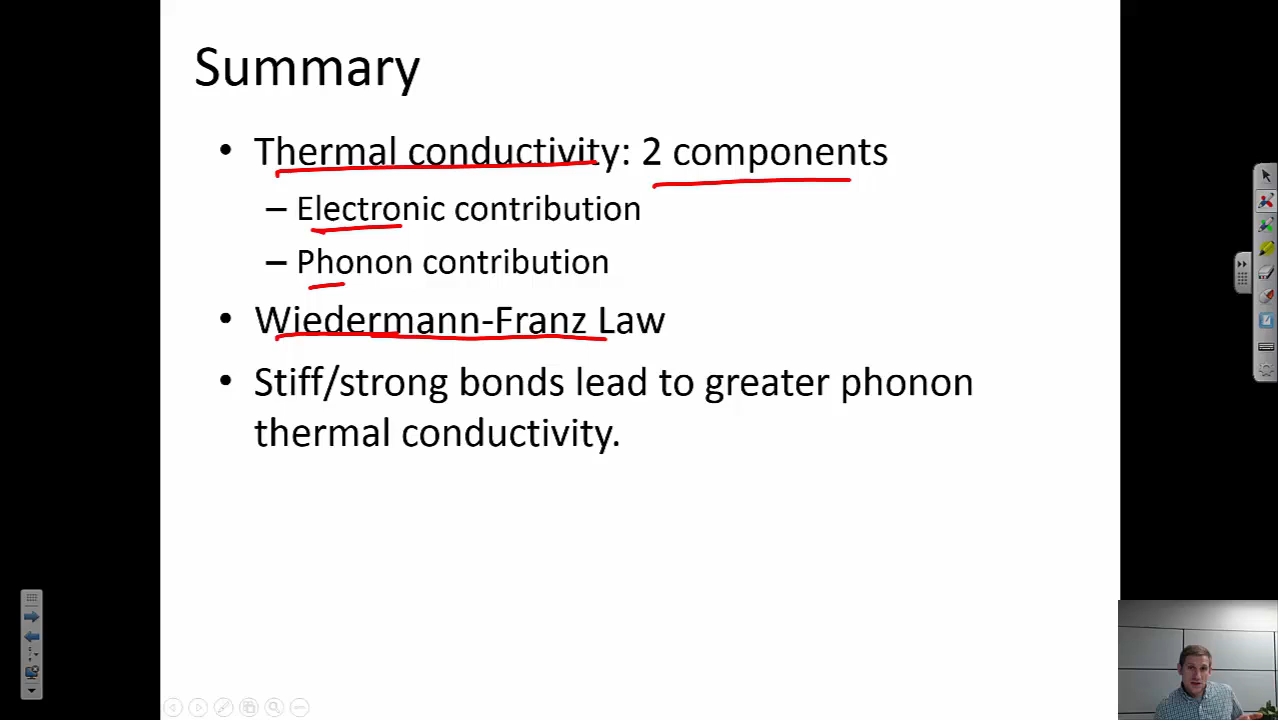 Summary
• Thermal conductivity: 2 components
– Electronic contribution
– Phonon contribution
• Wiedermann-Franz Law
• Stiff/strong bonds lead to greater phonon
thermal conductivity.